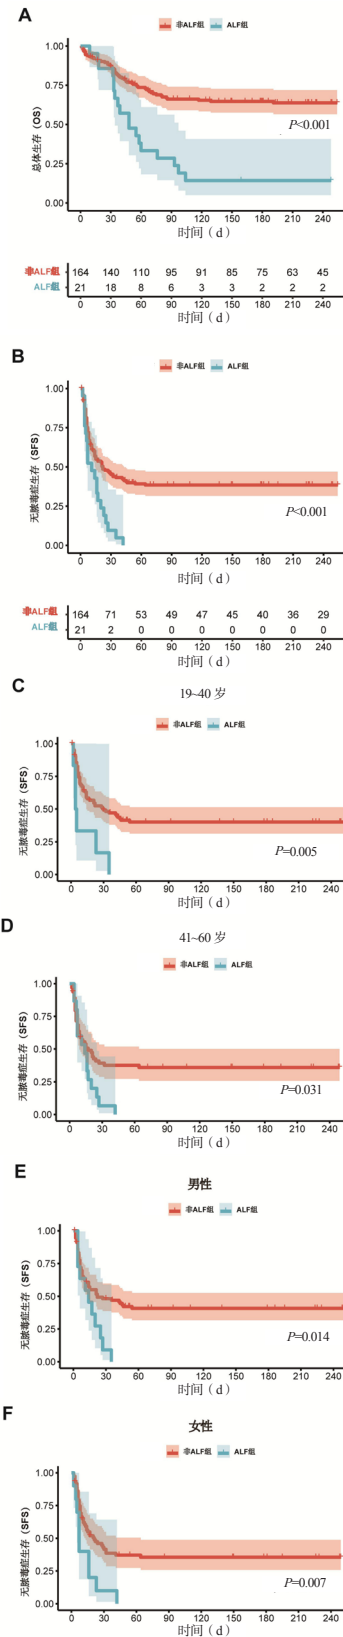 A
非ALF组 ALF组
总体生存（OS）
1.00
0.75
0.50
0.25
0.00
P<0.001
0 30 60 90 120 150 180 210 240
时间（d）
非ALF组 164 140 110 95 91 85 75 63 45
ALF组 21 18 8 6 3 3 2 2 2
0 30 60 90 120 150 180 210 240
时间（d）
B
非ALF组 ALF组
无脓毒症生存（SFS）
1.00
0.75
0.50
0.25
0.00
P<0.001
0 30 60 90 120 150 180 210 240
时间（d）
非ALF组 164 71 53 49 47 45 40 36 29
ALF组 21 2 0 0 0 0 0 0 0
0 30 60 90 120 150 180 210 240
时间（d）
C
19~40 岁
非ALF组 ALF组
无脓毒症生存（SFS）
1.00
0.75
0.50
0.25
0.00
P=0.005
0 30 60 90 120 150 180 210 240
时间（d）
D
41~60 岁
非ALF组 ALF组
无脓毒症生存（SFS）
1.00
0.75
0.50
0.25
0.00
P=0.031
0 30 60 90 120 150 180 210 240
时间（d）
E
男性
非ALF组 ALF组
无脓毒症生存（SFS）
1.00
0.75
0.50
0.25
0.00
P=0.014
0 30 60 90 120 150 180 210 240
时间（d）
F
女性
非ALF组 ALF组
无脓毒症生存（SFS）
1.00
0.75
0.50
0.25
0.00
P=0.007
0 30 60 90 120 150 180 210 240
时间（d）